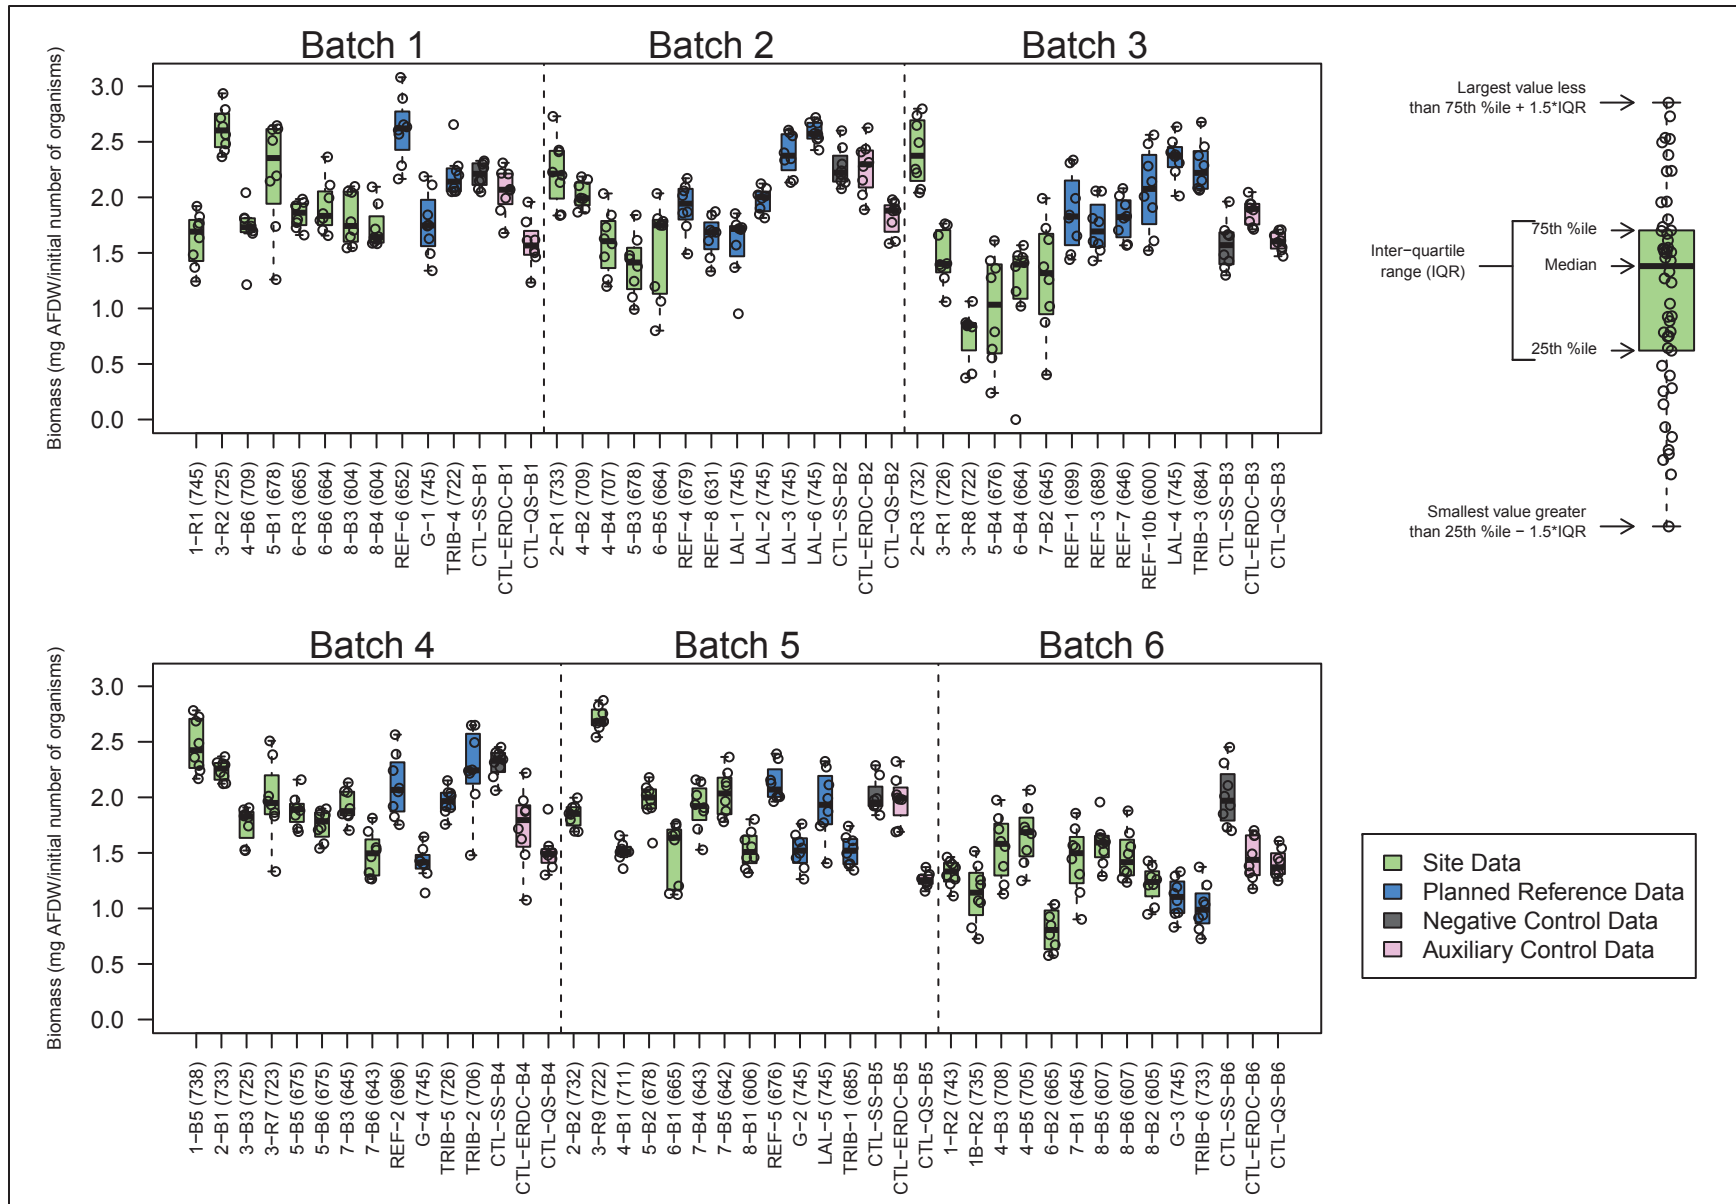 Batch 1
Batch 2
Batch 3
Biomass (mg AFDW/initial number of organisms)
3.0
2.5
2.0
1.5
1.0
0.5
0.0
1−R1 (745)
3−R2 (725)
4−B6 (709)
5−B1 (678)
6−R3 (665)
6−B6 (664)
8−B3 (604)
8−B4 (604)
REF−6 (652)
G−1 (745)
TRIB−4 (722)
CTL−SS−B1
CTL−ERDC−B1
CTL−QS−B1
2−R1 (733)
4−B2 (709)
4−B4 (707)
5−B3 (678)
6−B5 (664)
REF−4 (679)
REF−8 (631)
LAL−1 (745)
LAL−2 (745)
LAL−3 (745)
LAL−6 (745)
CTL−SS−B2
CTL−ERDC−B2
CTL−QS−B2
2−R3 (732)
3−R1 (726)
3−R8 (722)
5−B4 (676)
6−B4 (664)
7−B2 (645)
REF−1 (699)
REF−3 (689)
REF−7 (646)
REF−10b (600)
LAL−4 (745)
TRIB−3 (684)
CTL−SS−B3
CTL−ERDC−B3
CTL−QS−B3
Largest value less
than 75th %ile + 1.5*IQR
75th %ile
Inter−quartile
range (IQR)
Median
25th %ile
Smallest value greater
than 25th %ile − 1.5*IQR
Batch 4
Batch 5
Batch 6
Biomass (mg AFDW/initial number of organisms)
3.0
2.5
2.0
1.5
1.0
0.5
0.0
1−B5 (738)
2−B1 (733)
3−B3 (725)
3−R7 (723)
5−B5 (675)
5−B6 (675)
7−B3 (645)
7−B6 (643)
REF−2 (696)
G−4 (745)
TRIB−5 (726)
TRIB−2 (706)
CTL−SS−B4
CTL−ERDC−B4
CTL−QS−B4
2−B2 (732)
3−R9 (722)
4−B1 (711)
5−B2 (678)
6−B1 (665)
7−B4 (643)
7−B5 (642)
8−B1 (606)
REF−5 (676)
G−2 (745)
LAL−5 (745)
TRIB−1 (685)
CTL−SS−B5
CTL−ERDC−B5
CTL−QS−B5
1−R2 (743)
1B−R2 (735)
4−B3 (708)
4−B5 (705)
6−B2 (665)
7−B1 (645)
8−B5 (607)
8−B6 (607)
8−B2 (605)
G−3 (745)
TRIB−6 (733)
CTL−SS−B6
CTL−ERDC−B6
CTL−QS−B6
Site Data
Planned Reference Data
Negative Control Data
Auxiliary Control Data